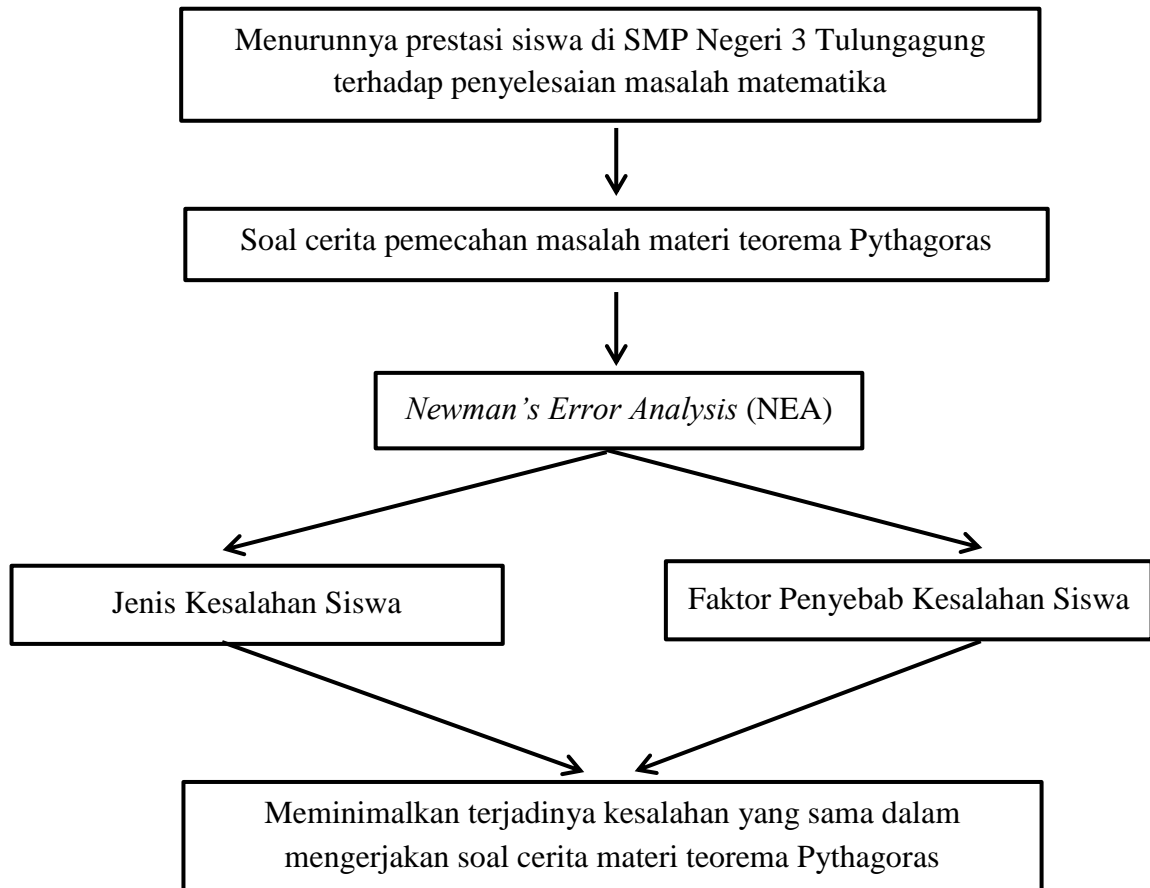 Menurunnya prestasi siswa di SMP Negeri 3 Tulungagung
terhadap penyelesaian masalah matematika
Soal cerita pemecahan masalah materi teorema Pythagoras
Newman’s Error Analysis (NEA)
Jenis Kesalahan Siswa
Faktor Penyebab Kesalahan Siswa
Meminimalkan terjadinya kesalahan yang sama dalam
mengerjakan soal cerita materi teorema Pythagoras